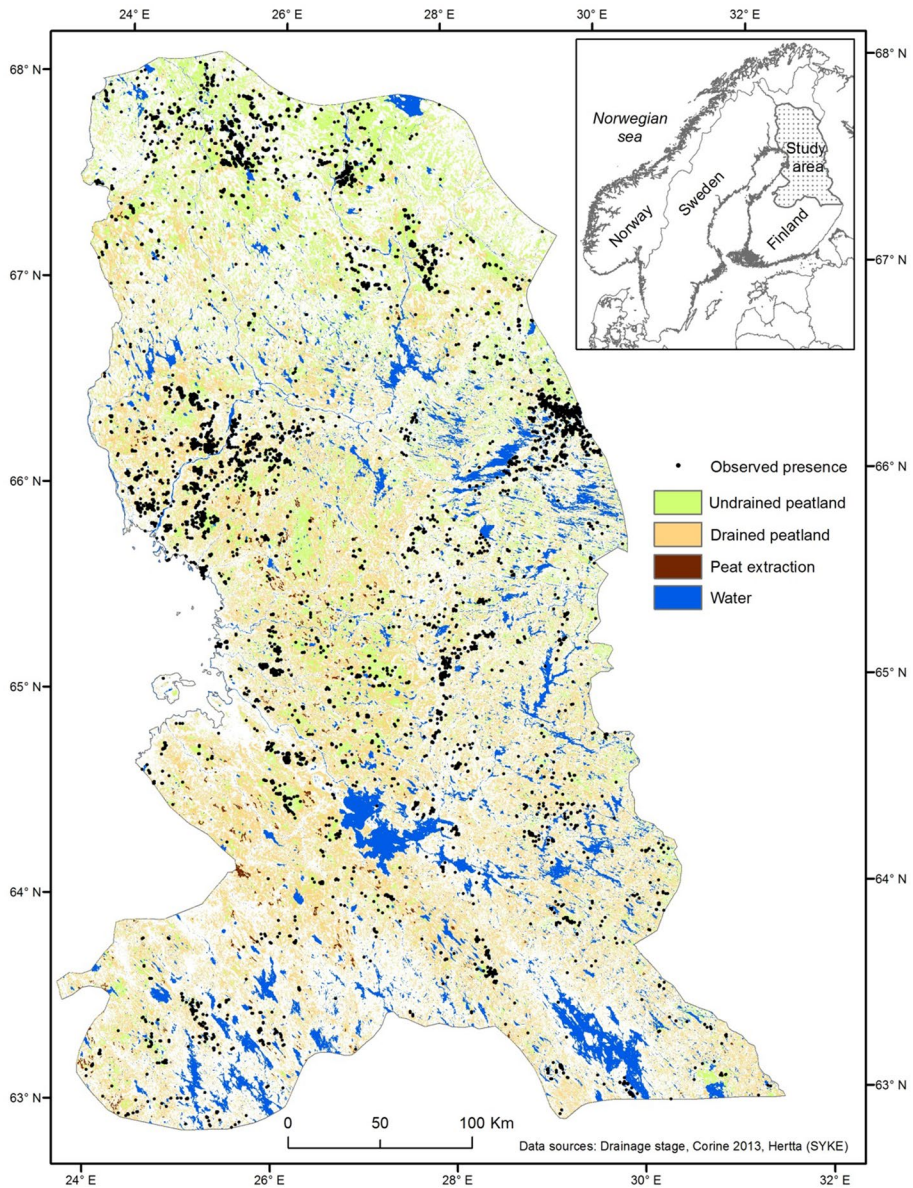 24° E 26° E 28° E 30° E 32° E
68° N
67° N
66° N
65° N
64° N
63° N
68° N
67° N
66° N
65° N
64° N
63° N
Norwegian
sea
Study
area
Sweden
Norway
Finland
Observed presence
Undrained peatland
Drained peatland
Peat extraction
Water
0 50 100 Km
Data sources: Drainage stage, Corine 2013, Hertta (SYKE)
24° E 26° E 28° E 30° E 32° E